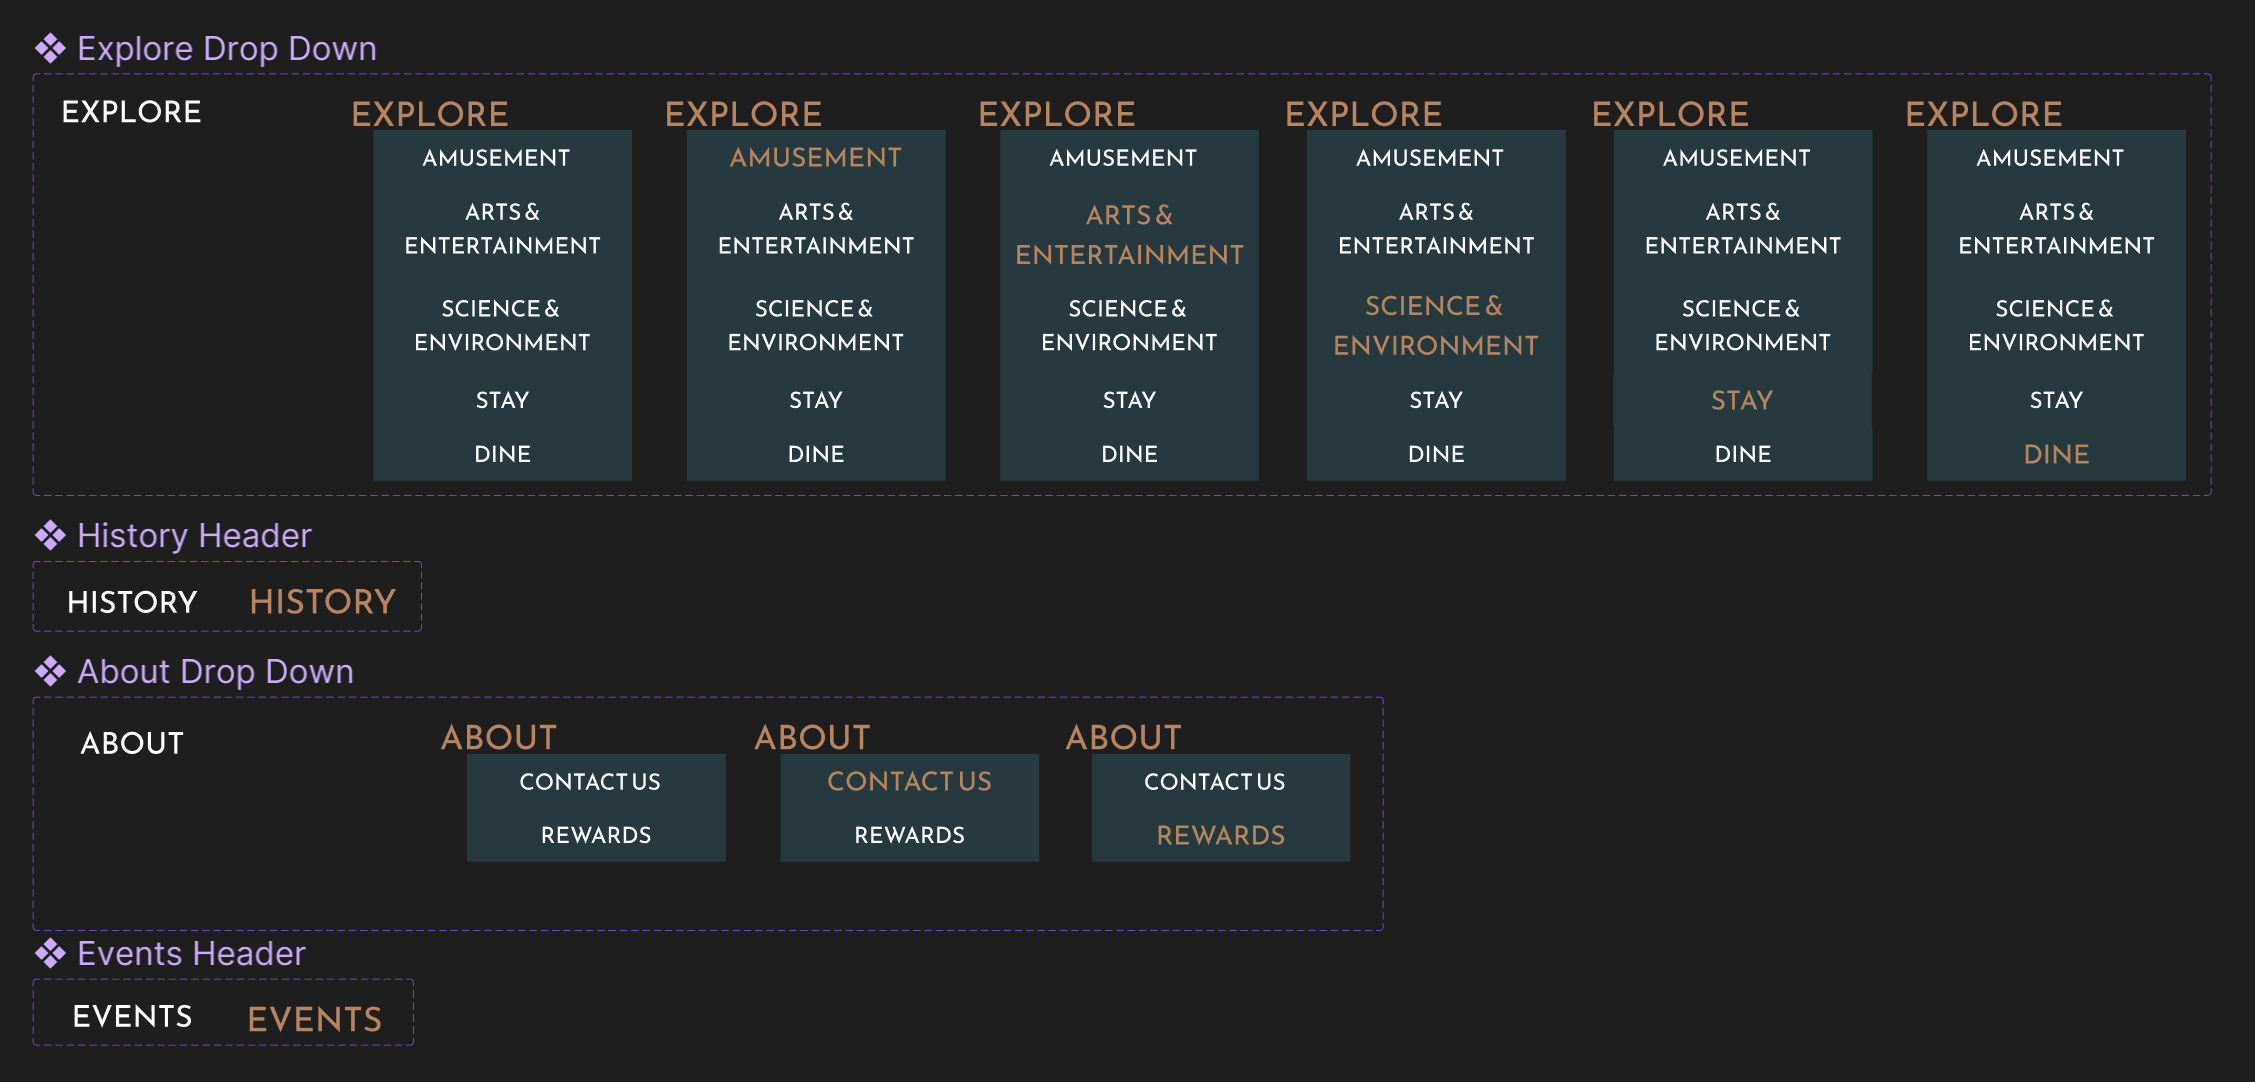 Explore Drop Down
EXPLORE
EXPLORE
AMUSEMENT
ARTS &
ENTERTAINMENT
SCIENCE &
ENVIRONMENT
STAY
DINE
EXPLORE
AMUSEMENT
ARTS &
ENTERTAINMENT
SCIENCE &
ENVIRONMENT
STAY
DINE
EXPLORE
AMUSEMENT
ARTS &
ENTERTAINMENT
SCIENCE &
ENVIRONMENT
STAY
DINE
EXPLORE
AMUSEMENT
ARTS &
ENTERTAINMENT
SCIENCE &
ENVIRONMENT
STAY
DINE
EXPLORE
AMUSEMENT
ARTS &
ENTERTAINMENT
SCIENCE &
ENVIRONMENT
STAY
DINE
EXPLORE
AMUSEMENT
ARTS &
ENTERTAINMENT
SCIENCE &
ENVIRONMENT
STAY
DINE
History Header
HISTORY
HISTORY
About Drop Down
ABOUT
ABOUT
CONTACT US
REWARDS
ABOUT
CONTACT US
REWARDS
ABOUT
CONTACT US
REWARDS
Events Header
EVENTS
EVENTS